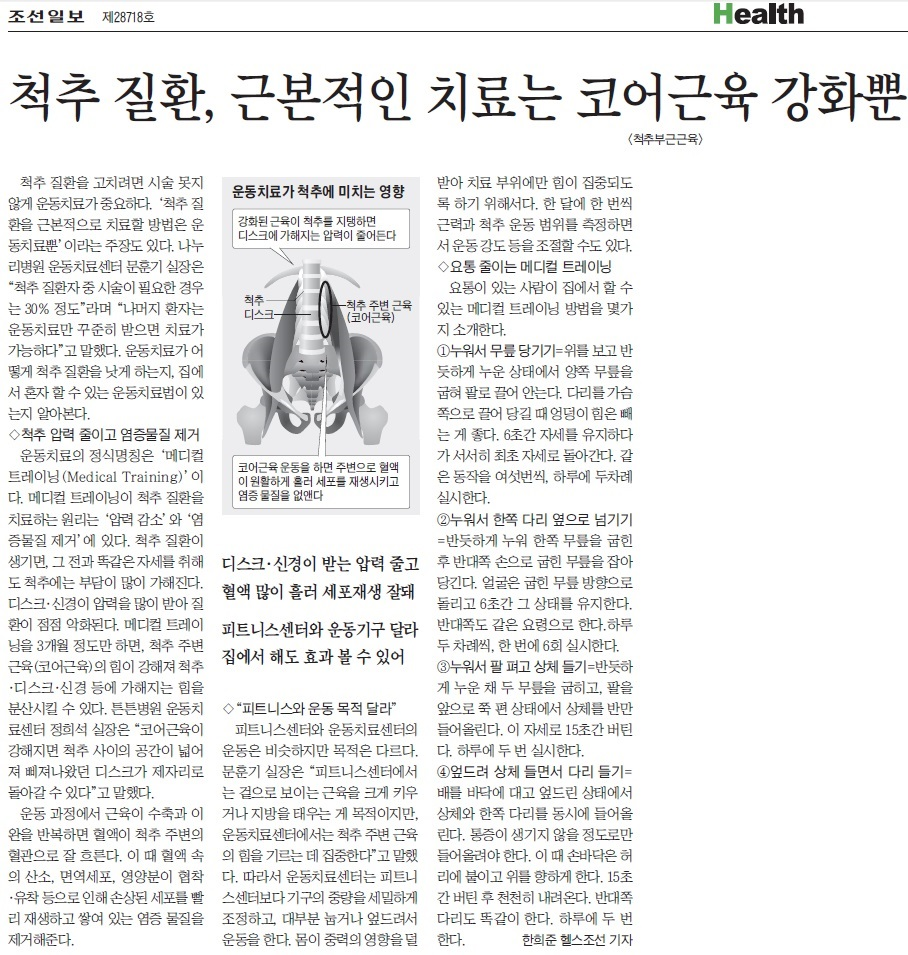 조선일보 제28718호
Health
척추 질환, 근본적인 치료는 코어근육 강화뿐
〈척추부근근육〉
척추 질환을 고치려면 시술 못지
않게 운동치료가 중요하다. ‘척추 질
환을 근본적으로 치료할 방법은 운
동치료뿐’이라는 주장도 있다. 나누
리병원 운동치료센터 문훈기 실장은
“척추 질환자 중 시술이 필요한 경우
는 30% 정도”라며 “나머지 환자는
운동치료만 꾸준히 받으면 치료가
가능하다”고 말했다. 운동치료가 어
떻게 척추 질환을 낫게 하는지, 집에
서 혼자 할 수 있는 운동치료법이 있
는지 알아본다.
◇척추 압력 줄이고 염증물질 제거
운동치료의 정식명칭은 ‘메디컬
트레이닝(Medical Training)’이
다. 메디컬 트레이닝이 척추 질환을
치료하는 원리는 ‘압력 감소’와 ‘염
증물질 제거’에 있다. 척추 질환이
생기면, 그 전과 똑같은 자세를 취해
도 척추에는 부담이 많이 가해진다.
디스크·신경이 압력을 많이 받아 질
환이 점점 악화된다. 메디컬 트레이
닝을 3개월 정도만 하면, 척추 주변
근육(코어근육)의 힘이 강해져 척추
·디스크·신경 등에 가해지는 힘을
분산시킬 수 있다. 튼튼병원 운동치
료센터 정희석 실장은 “코어근육이
강해지면 척추 사이의 공간이 넓어
져 삐져나왔던 디스크가 제자리로
돌아갈 수 있다”고 말했다.
운동 과정에서 근육이 수축과 이
완을 반복하면 혈액이 척추 주변의
혈관으로 잘 흐른다. 이 때 혈액 속
의 산소, 면역세포, 영양분이 협착
·유착 등으로 인해 손상된 세포를 빨
리 재생하고 쌓여 있는 염증 물질을
제거해준다.
운동치료가 척추에 미치는 영향
강화된 근육이 척추를 지탱하면
디스크에 가해지는 압력이 줄어든다
척추
디스크
척추 주변 근육
(코어근육)
코어근육 운동을 하면 주변으로 혈액
이 원활하게 흘러 세포를 재생시키고
염증 물질을 없앤다
디스크·신경이 받는 압력 줄고
혈액 많이 흘러 세포재생 잘돼
피트니스센터와 운동기구 달라
집에서 해도 효과 볼 수 있어
◇“피트니스와 운동 목적 달라”
피트니스센터와 운동치료센터의
운동은 비슷하지만 목적은 다르다.
문훈기 실장은 “피트니스센터에서
는 겉으로 보이는 근육을 크게 키우
거나 지방을 태우는 게 목적이지만,
운동치료센터에서는 척추 주변 근육
의 힘을 기르는 데 집중한다”고 말했
다. 따라서 운동치료센터는 피트니
스센터보다 기구의 중량을 세밀하게
조정하고, 대부분 눕거나 엎드려서
운동을 한다. 몸이 중력의 영향을 덜
받아 치료 부위에만 힘이 집중되도
록 하기 위해서다. 한 달에 한 번씩
근력과 척추 운동 범위를 측정하면
서 운동 강도 등을 조절할 수도 있다.
◇요통 줄이는 메디컬 트레이닝
요통이 있는 사람이 집에서 할 수
있는 메디컬 트레이닝 방법을 몇가
지 소개한다.
①누워서 무릎 당기기=위를 보고 반
듯하게 누운 상태에서 양쪽 무릎을
굽혀 팔로 끌어 안는다. 다리를 가슴
쪽으로 끌어 당길 때 엉덩이 힘은 빼
는 게 좋다. 6초간 자세를 유지하다
가 서서히 최초 자세로 돌아간다. 같
은 동작을 여섯번씩, 하루에 두차례
실시한다.
②누워서 한쪽 다리 옆으로 넘기기
=반듯하게 누워 한쪽 무릎을 굽힌
후 반대쪽 손으로 굽힌 무릎을 잡아
당긴다. 얼굴은 굽힌 무릎 방향으로
돌리고 6초간 그 상태를 유지한다.
반대쪽도 같은 요령으로 한다.하루
두 차례씩, 한 번에 6회 실시한다.
③누워서 팔 펴고 상체 들기=반듯하
게 누운 채 두 무릎을 굽히고, 팔을
앞으로 쭉 편 상태에서 상체를 반만
들어올린다. 이 자세로 15초간 버틴
다. 하루에 두 번 실시한다.
④엎드려 상체 들면서 다리 들기=
배를 바닥에 대고 엎드린 상태에서
상체와 한쪽 다리를 동시에 들어올
린다. 통증이 생기지 않을 정도로만
들어올려야 한다. 이 때 손바닥은 허
리에 붙이고 위를 향하게 한다. 15초
간 버틴 후 천천히 내려온다. 반대쪽
다리도 똑같이 한다. 하루에 두 번
한다. 한희준 헬스조선 기자